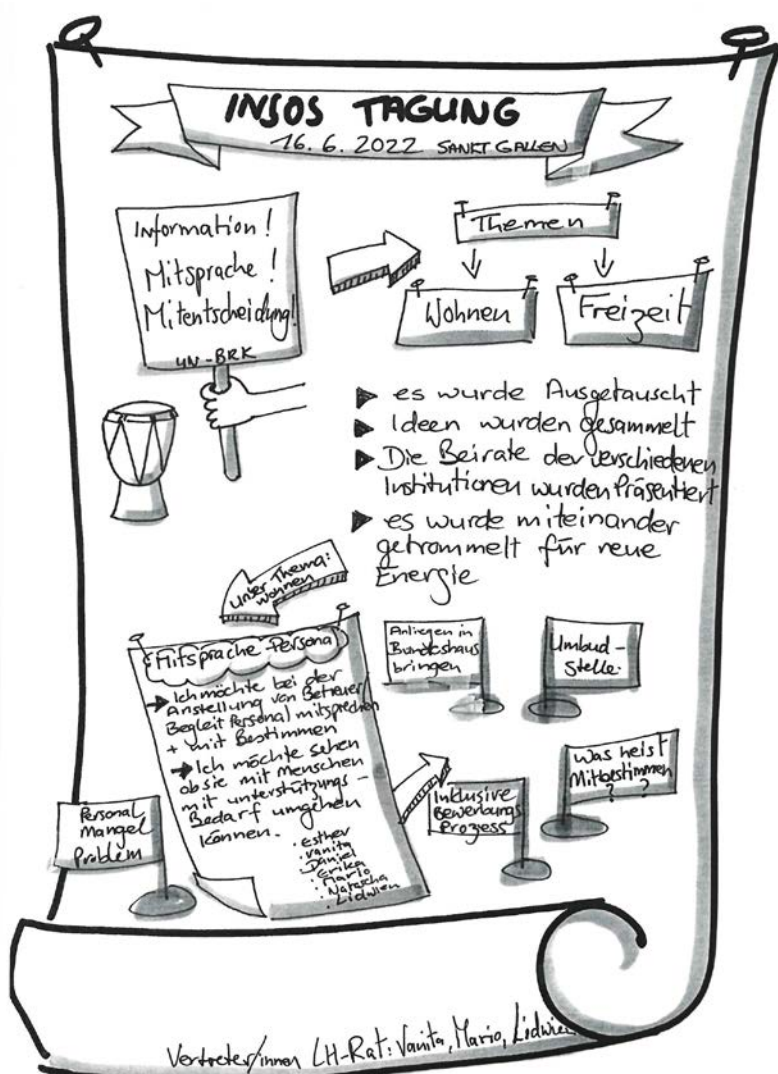 INSOS TAGUNG
16.6.2022 SANKT GALLEN
Information!
Mitsprache!
Mitentscheidung!
UN-BRK
Themen
Wohnen
Freizeit
es wurde Ausgetauscht
Ideen wurden gesammelt
Die Beirate der verschiedenen
Institutionen wurden Präsentiert
es wurde miteinander
getrommelt für neue
Energie
Unser Thema:
wohnen
Mitsprache-Personal
Ich möchte bei der
Anstellung von Betreuer/
Begleit Personal mitsprechen
+ mit Bestimmen
Ich möchte sehen
ob sie mit Menschen
mit unterstützungs-
Bedarf umgehen
können.
. Esther
. Vanita
. Daniel
. Erika
. Mario
. Natascha
. Lidwien
Anliegen in
Bundeshaus
bringen
Umbud-
Stelle.
Inklusive
Bewerbungs
Prozess
Was heist
Mitbestimmen
? ?
Personal
Mangel
Problem
Vertreter/innen LH-Rat: Vanita, Mario, Lidwien